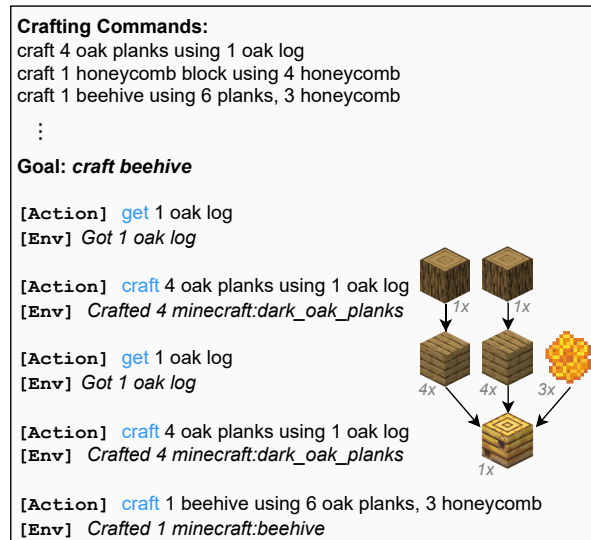 Crafting Commands:
craft 4 oak planks using 1 oak log
craft 1 honeycomb block using 4 honeycomb
craft 1 beehive using 6 planks, 3 honeycomb
⋮
Goal: craft beehive
[Action] get 1 oak log
[Env] Got 1 oak log
[Action] craft 4 oak planks using 1 oak log
[Env] Crafted 4 minecraft:dark_oak_planks
[Action] get 1 oak log
[Env] Got 1 oak log
[Action] craft 4 oak planks using 1 oak log
[Env] Crafted 4 minecraft:dark_oak_planks
[Action] craft 1 beehive using 6 oak planks, 3 honeycomb
[Env] Crafted 1 minecraft:beehive
1x 1x
4x 4x 3x
1x